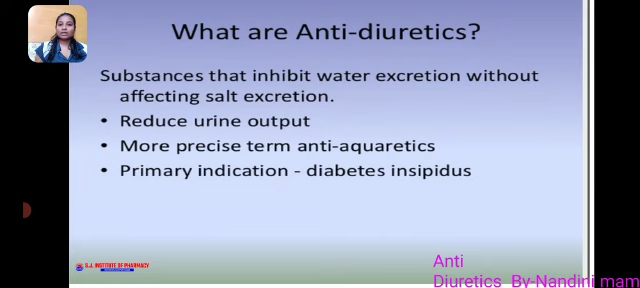 What are Anti-diuretics?
Substances that inhibit water excretion without
affecting salt excretion.
• Reduce urine output
• More precise term anti-aquaretics
• Primary indication - diabetes insipidus
S.J. INSTITUTE OF PHARMACY
Anti
Diuretics By-Nandini mam